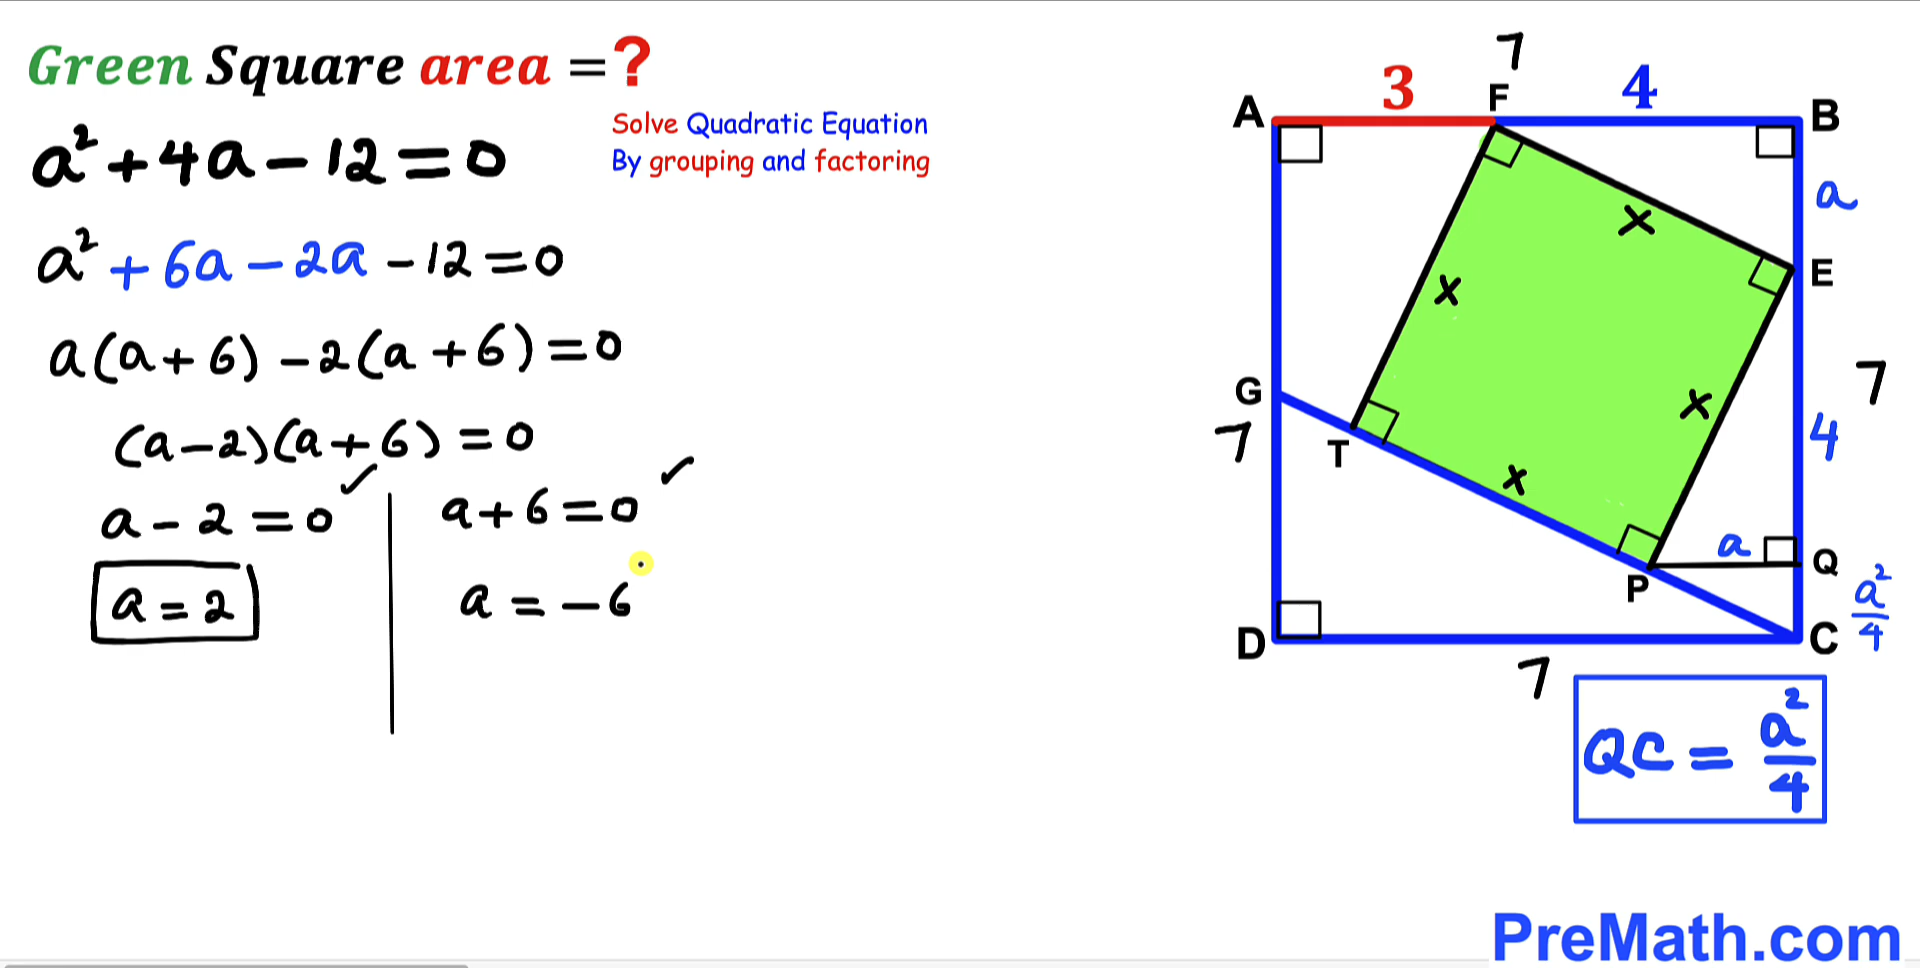 Green Square area = ?
Solve Quadratic Equation
By grouping and factoring
a² + 4a - 12 = 0
a² + 6a - 2a - 12 = 0
a(a + 6) - 2(a + 6) = 0
(a - 2)(a + 6) = 0
a - 2 = 0 ✓
a = 2
a + 6 = 0 ✓
a = - 6
7
3 F 4
A B
a
x
E
x
G x 7
7 T 4
x
a Q
P a²/4
D C
7
QC = a²/4
PreMath.com